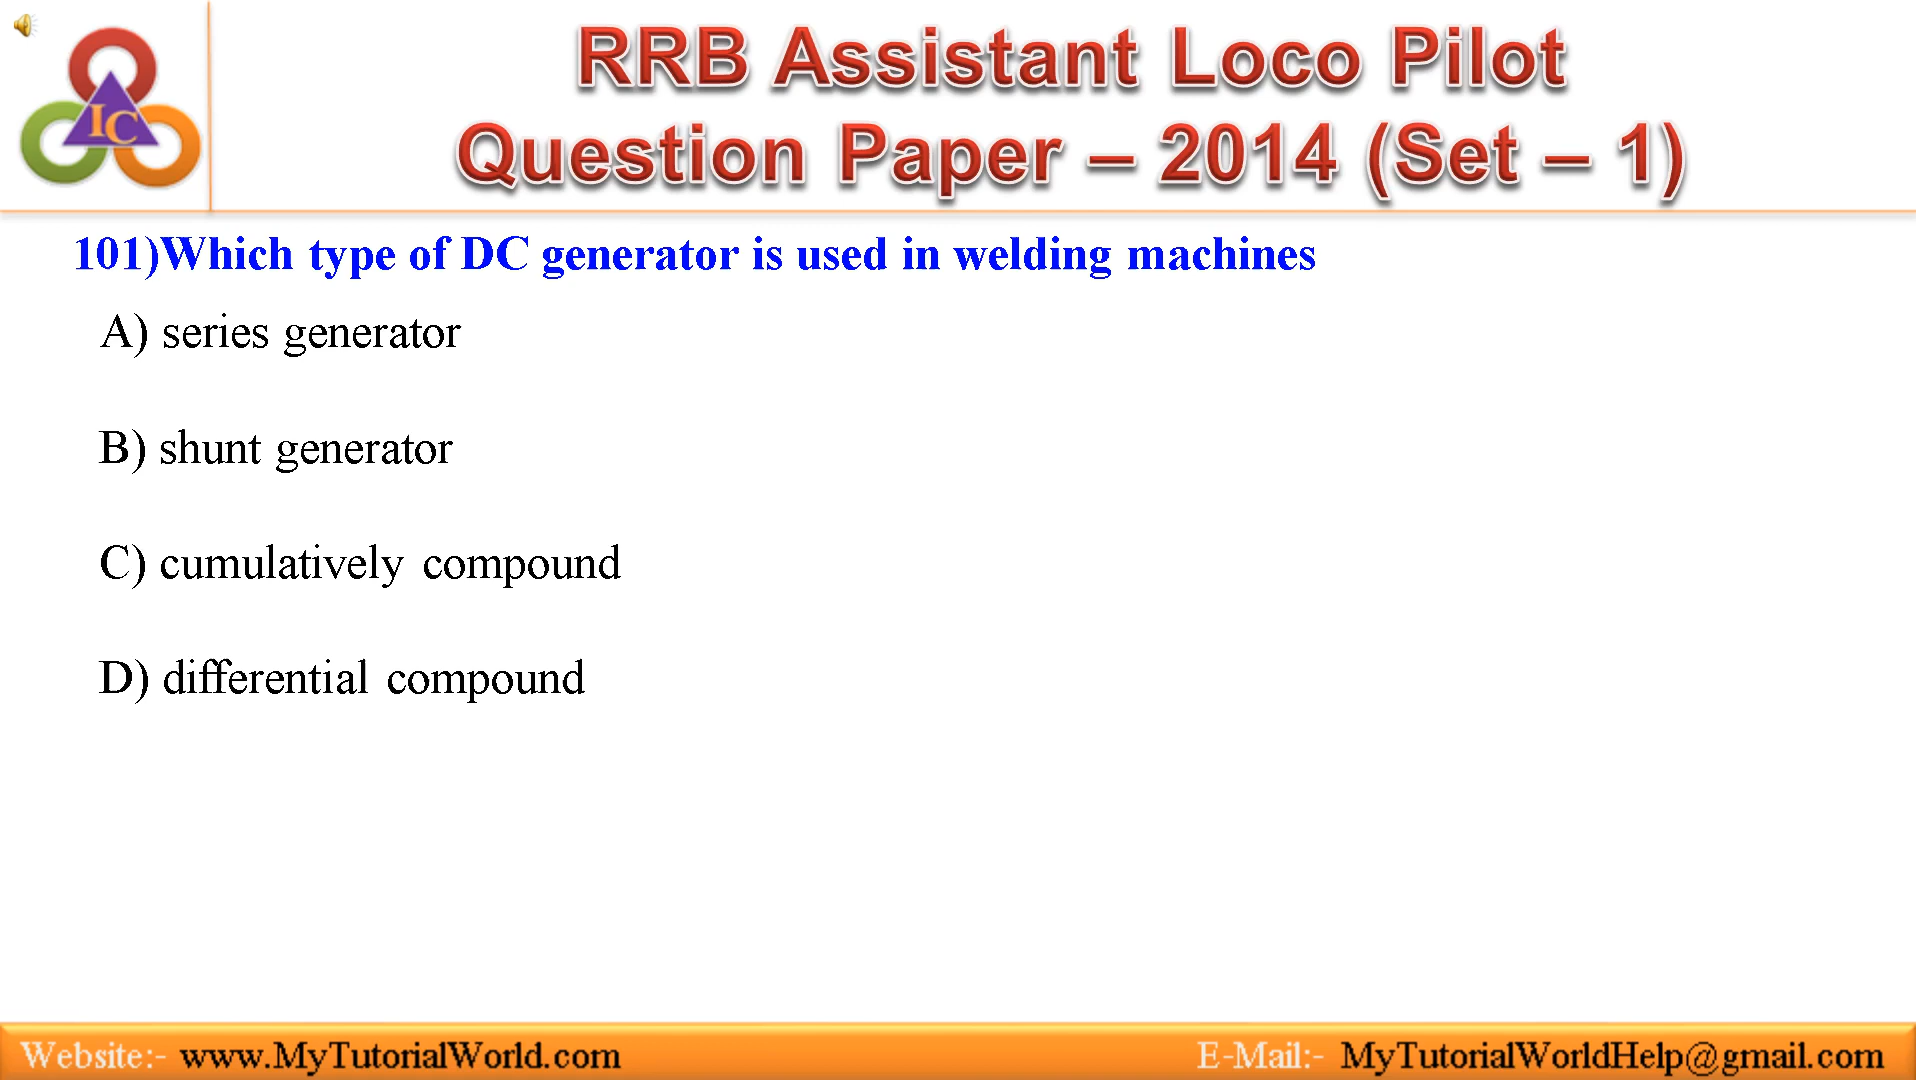 RRB Assistant Loco Pilot
Question Paper – 2014 (Set – 1)
IC
101)Which type of DC generator is used in welding machines
A) series generator
B) shunt generator
C) cumulatively compound
D) differential compound
Website:- www.MyTutorialWorld.com E-Mail:- MyTutorialWorldHelp@gmail.com